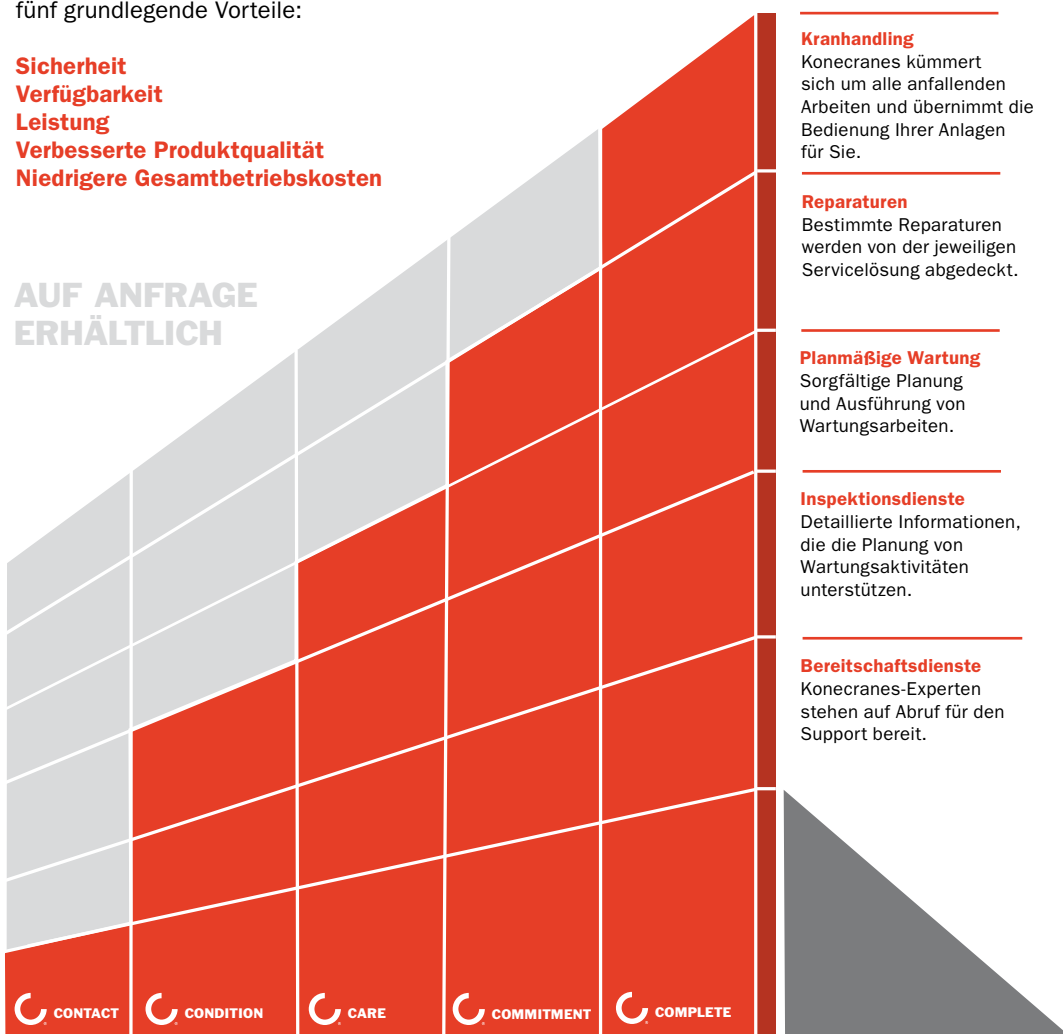 fünf grundlegende Vorteile:
Sicherheit
Verfügbarkeit
Leistung
Verbesserte Produktqualität
Niedrigere Gesamtbetriebskosten
AUF ANFRAGE
ERHÄLTLICH
Kranhandling
Konecranes kümmert
sich um alle anfallenden
Arbeiten und übernimmt die
Bedienung Ihrer Anlagen
für Sie.
Reparaturen
Bestimmte Reparaturen
werden von der jeweiligen
Servicelösung abgedeckt.
Planmäßige Wartung
Sorgfältige Planung
und Ausführung von
Wartungsarbeiten.
Inspektionsdienste
Detaillierte Informationen,
die die Planung von
Wartungsaktivitäten
unterstützen.
Bereitschaftsdienste
Konecranes-Experten
stehen auf Abruf für den
Support bereit.
CONTACT
CONDITION
CARE
COMMITMENT
COMPLETE